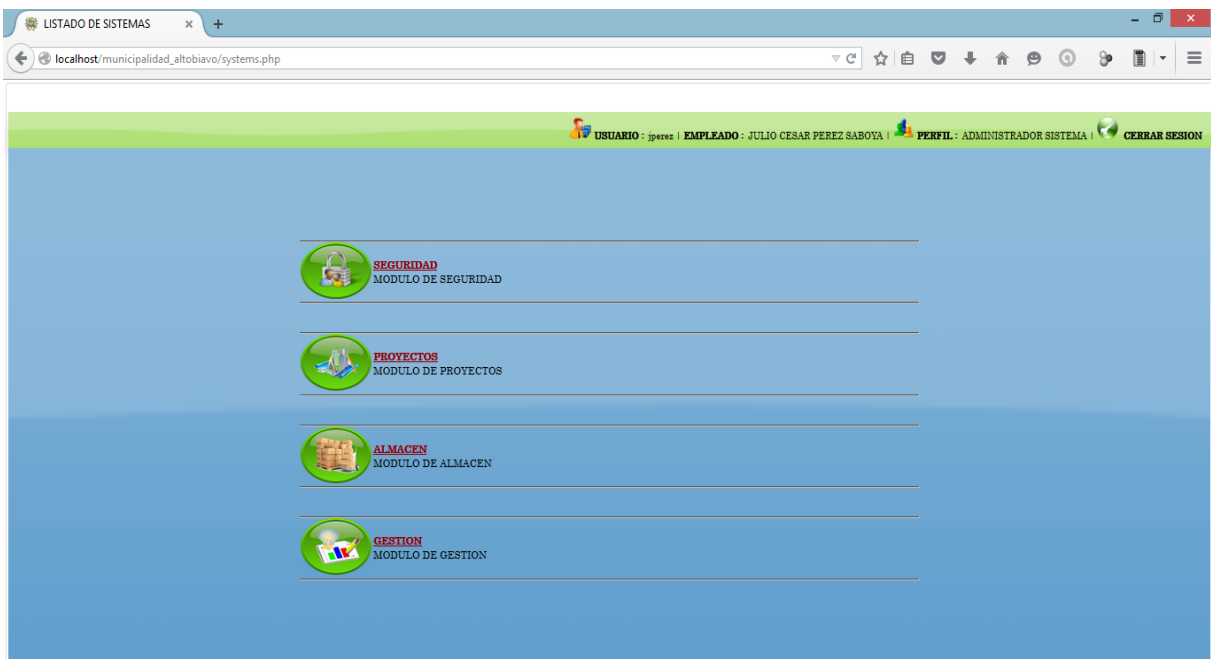 LISTADO DE SISTEMAS
localhost/municipalidad_altobiavo/systems.php
USUARIO : jperez | EMPLEADO : JULIO CESAR PEREZ SABOYA | PERFIL : ADMINISTRADOR SISTEMA | CERRAR SESION
SEGURIDAD
MODULO DE SEGURIDAD
PROYECTOS
MODULO DE PROYECTOS
ALMACEN
MODULO DE ALMACEN
GESTION
MODULO DE GESTION